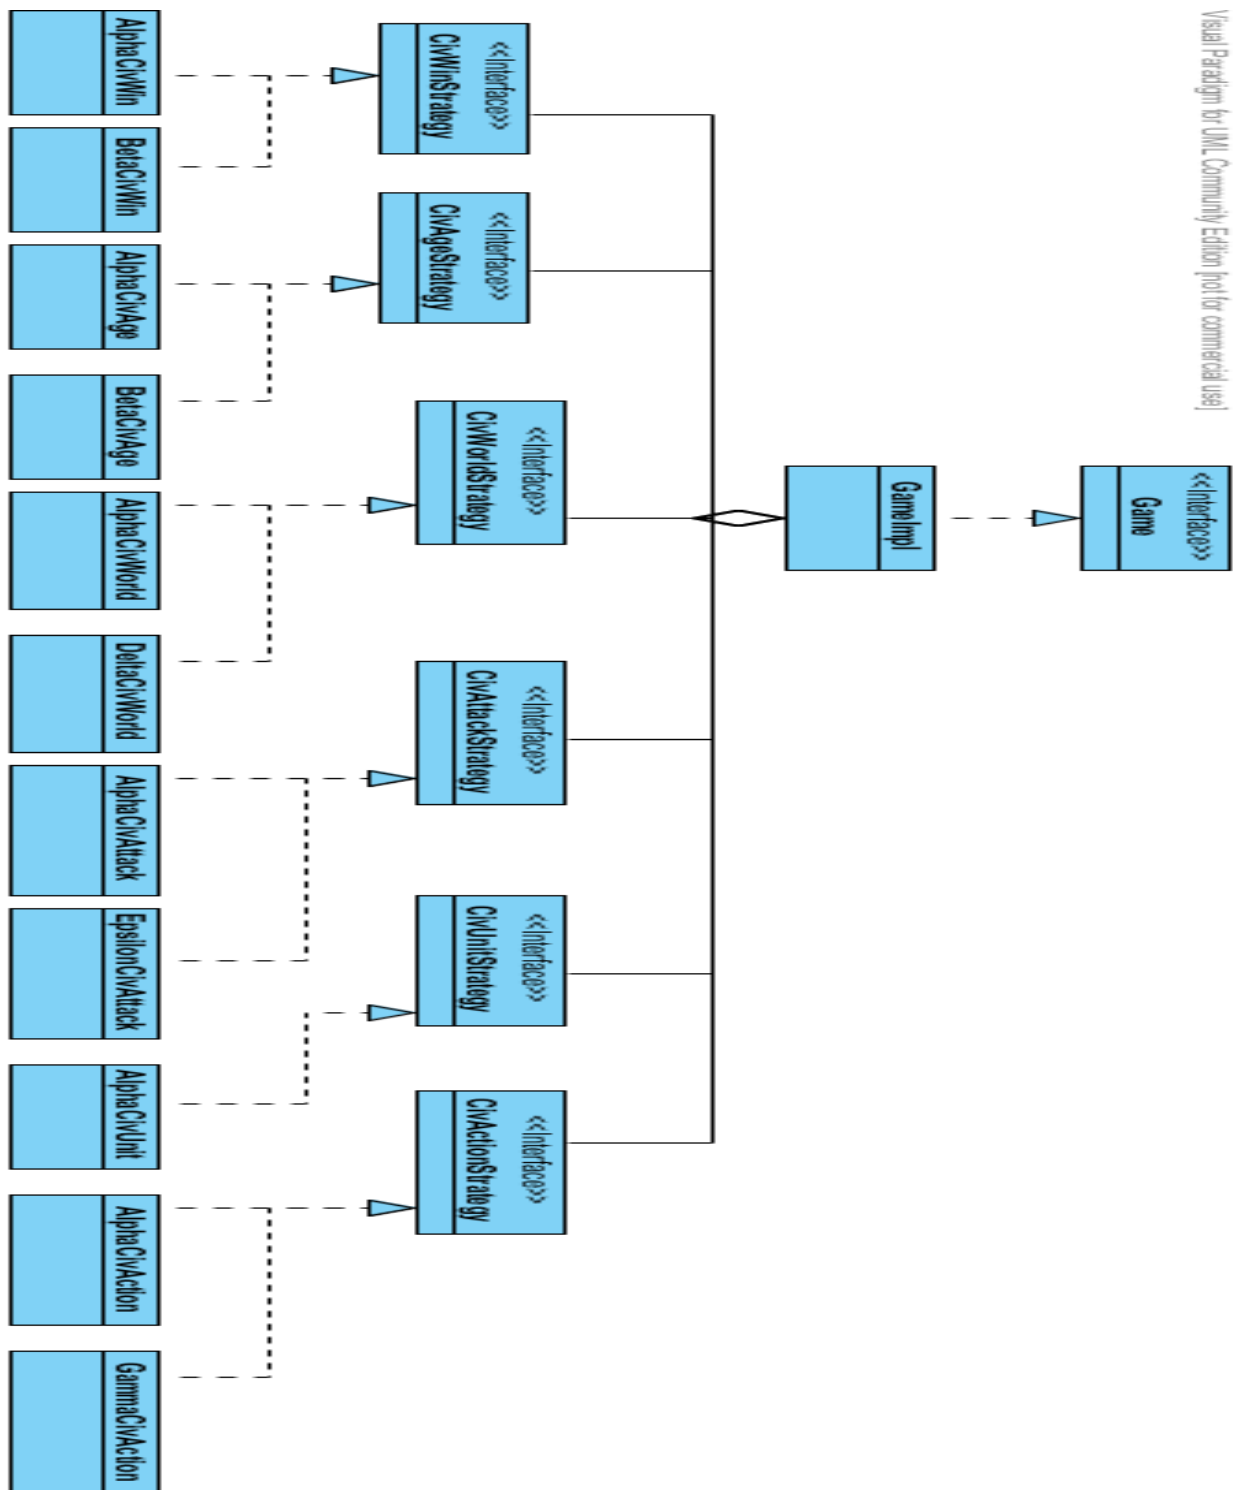 Visual Paradigm for UML Community Edition [not for commercial use]
<<Interface>>
Game
GameImpl
<<Interface>>
CivWinStrategy
<<Interface>>
CivAgeStrategy
<<Interface>>
CivWorldStrategy
<<Interface>>
CivAttackStrategy
<<Interface>>
CivUnitStrategy
<<Interface>>
CivActionStrategy
AlphaCivWin
BetaCivWin
AlphaCivAge
BetaCivAge
AlphaCivWorld
DeltaCivWorld
AlphaCivAttack
EpsilonCivAttack
AlphaCivUnit
AlphaCivAction
GammaCivAction